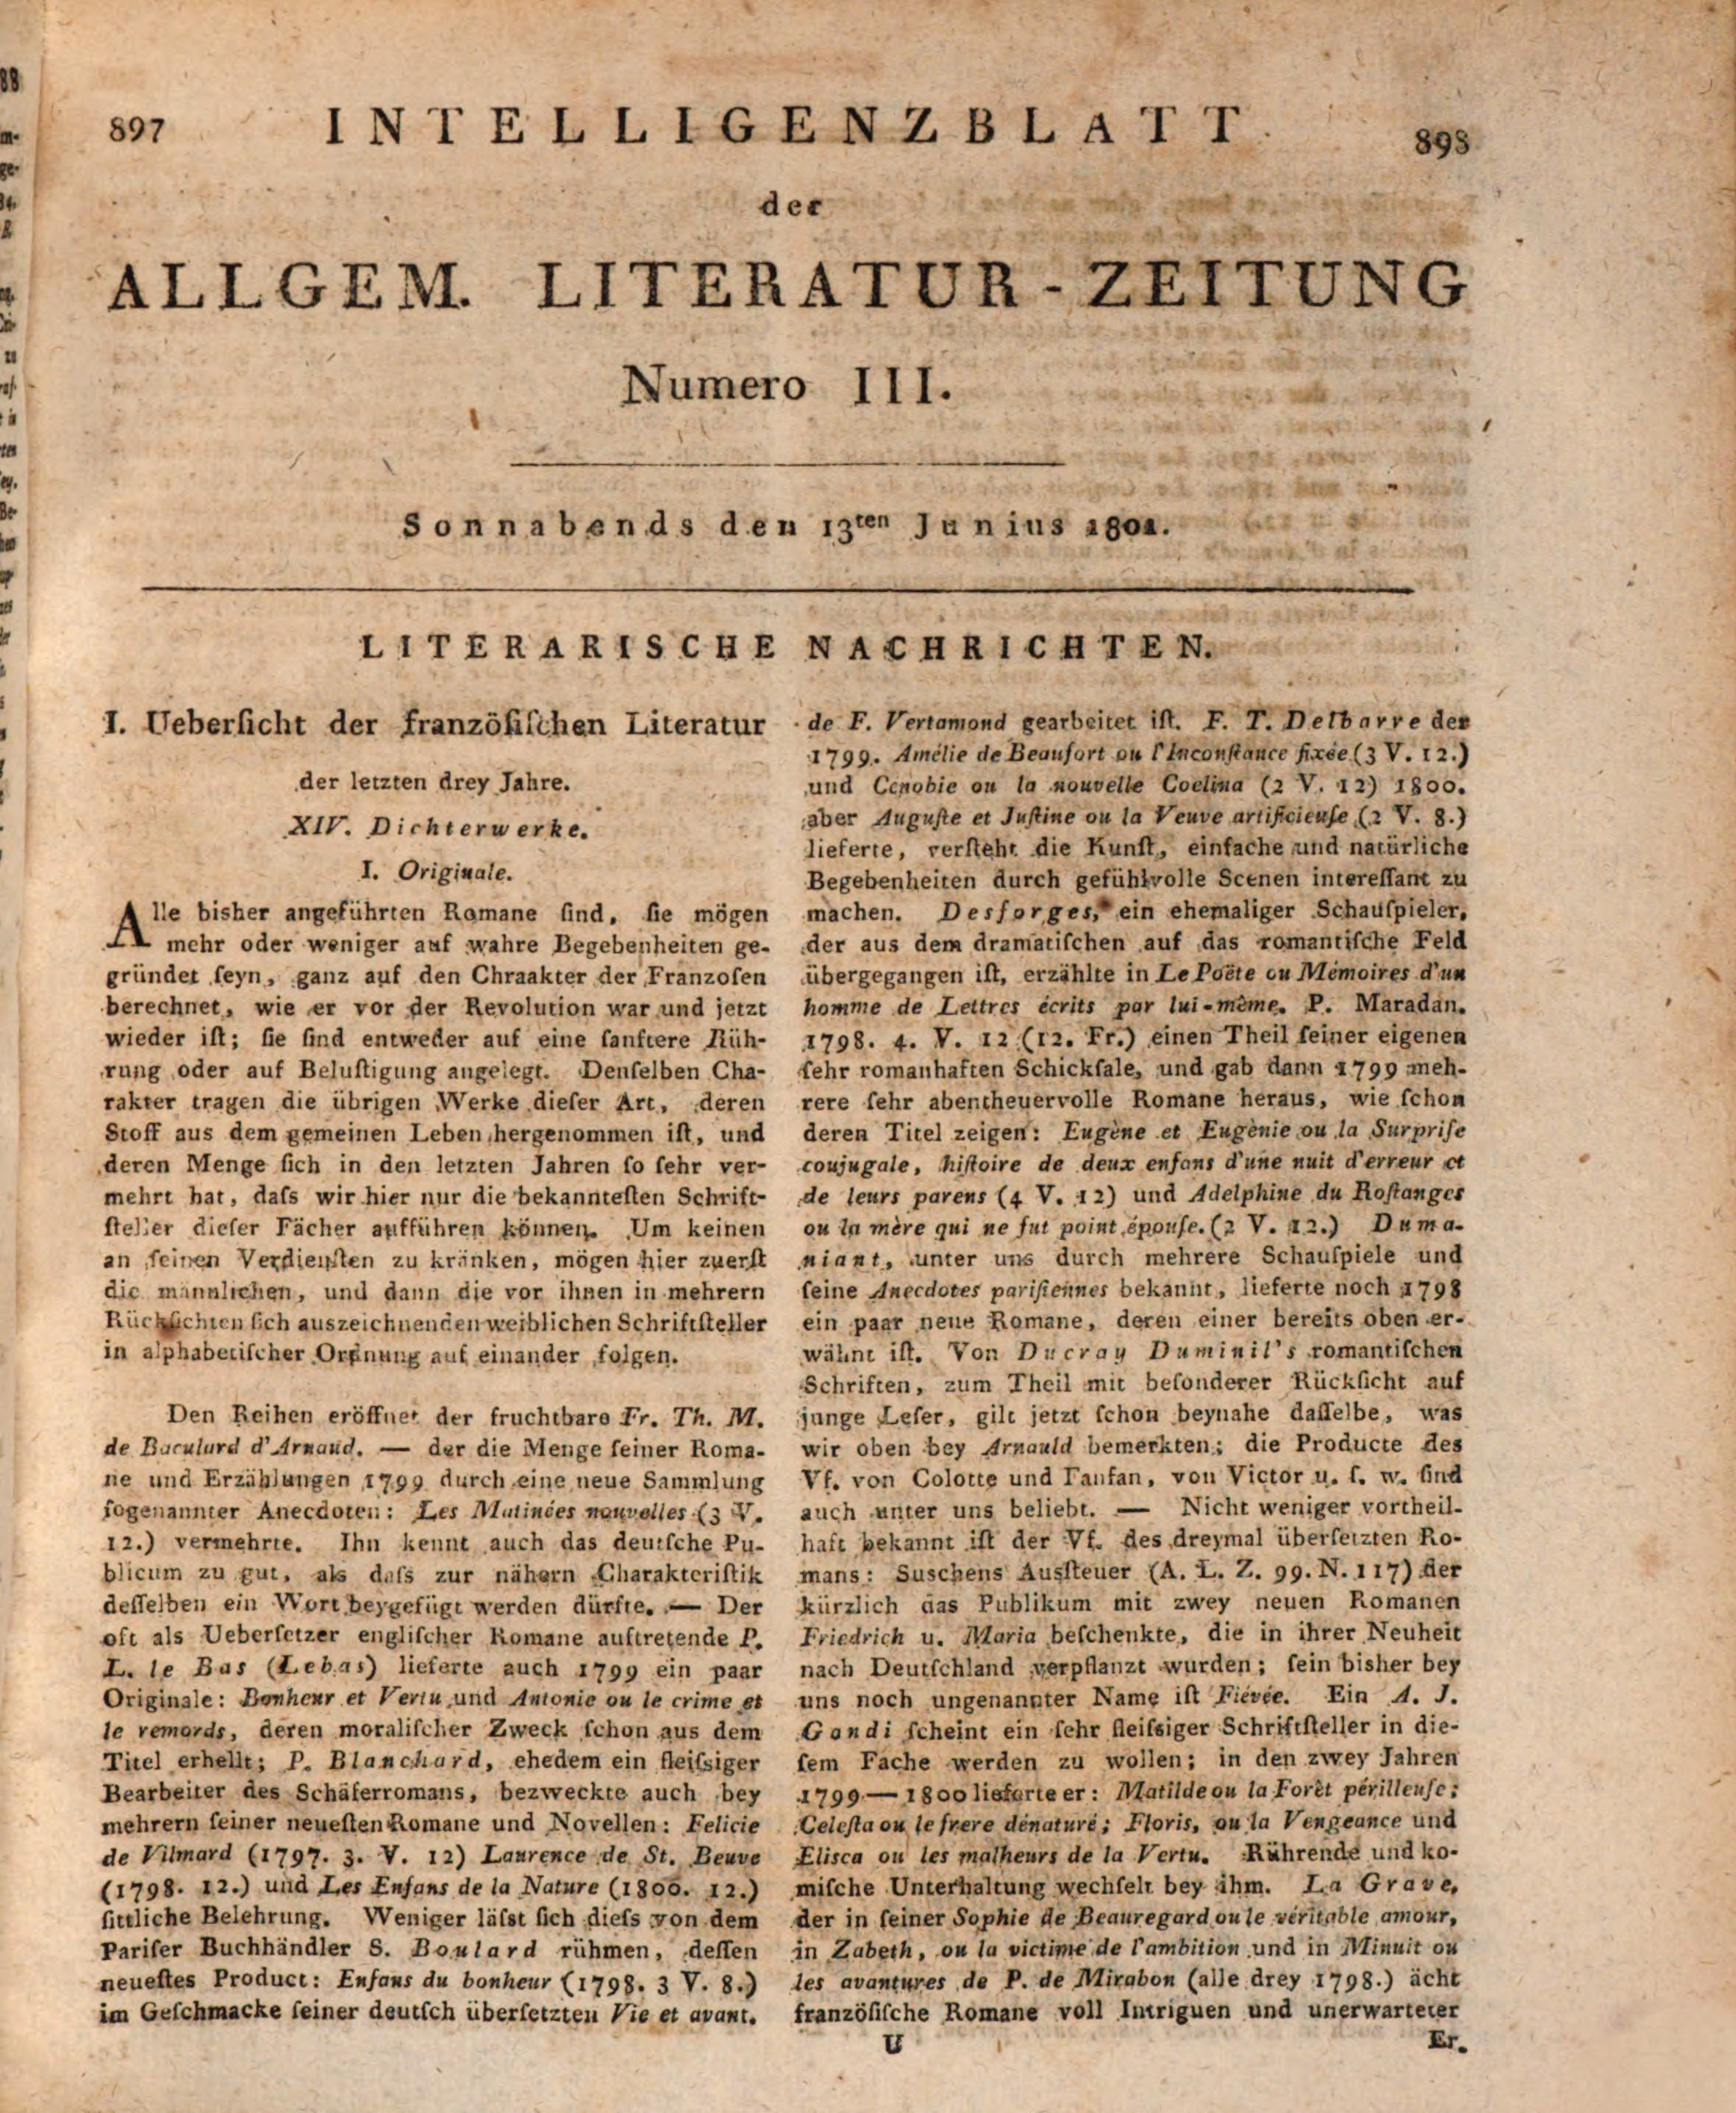 897 INTELLIGENZBLATT 898
der
ALLGEM. LITERATUR-ZEITUNG
Numero III.
Sonnabends den 13ten Junius 1801.
LITERARISCHE NACHRICHTEN.
I. Ueberſicht der franzöſiſchen Literatur
der letzten drey Jahre.
XIV. Dichterwerke.
I. Originale.
Alle bisher angeführten Romane ſind, ſie mögen
mehr oder weniger auf wahre Begebenheiten ge-
gründet ſeyn, ganz auf den Chraakter der Franzoſen
berechnet, wie er vor der Revolution war und jetzt
wieder iſt; ſie ſind entweder auf eine ſanftere Rüh-
rung oder auf Beluſtigung angelegt. Denſelben Cha-
rakter tragen die übrigen Werke dieſer Art, deren
Stoff aus dem gemeinen Leben hergenommen iſt, und
deren Menge ſich in den letzten Jahren ſo ſehr ver-
mehrt hat, daſs wir hier nur die bekannteſten Schrift-
ſteller dieſer Fächer aufführen können. Um keinen
an ſeinen Verdienſten zu kränken, mögen hier zuerſt
die männlichen, und dann die vor ihnen in mehrern
Rückſichten ſich auszeichnenden weiblichen Schriftſteller
in alphabetiſcher Ordnung auf einander folgen.
Den Reihen eröffnet der fruchtbare Fr. Th. M.
de Baculard d'Arnaud. — der die Menge ſeiner Roma-
ne und Erzählungen 1799 durch eine neue Sammlung
ſogenannter Anecdoten: Les Matinées nouvelles (3 V.
12.) vermehrte. Ihn kennt auch das deutſche Pu-
blicum zu gut, als daſs zur nähern Charakteriſtik
deſſelben ein Wort beygefügt werden dürfte. — Der
oft als Ueberſetzer engliſcher Romane auftretende P.
L. le Bas (Lebas) lieferte auch 1799 ein paar
Originale: Bonheur et Vertu und Antonie ou le crime et
le remords, deren moraliſcher Zweck ſchon aus dem
Titel erhellt; P. Blanchard, ehedem ein fleiſsiger
Bearbeiter des Schäferromans, bezweckte auch bey
mehrern ſeiner neueſten Romane und Novellen: Felicie
de Vilmard (1797. 3. V. 12) Laurence de St. Beuve
(1798. 12.) und Les Enfans de la Nature (1800. 12.)
ſittliche Belehrung. Weniger läſst ſich dieſs von dem
Pariſer Buchhändler S. Boulard rühmen, deſſen
neueſtes Product: Enfans du bonheur (1798. 3 V. 8.)
im Geſchmacke ſeiner deutſch überſetzten Vie et avant.
de F. Vertamond gearbeitet iſt. F. T. Delbarre der
1799. Amélie de Beaufort ou l'Inconſtance fixée (3 V. 12.)
und Cénobie ou la nouvelle Coelina (2 V. 12) 1800.
aber Auguſte et Juſtine ou la Veuve artificieuſe (2 V. 8.)
lieferte, verſteht die Kunſt, einfache und natürliche
Begebenheiten durch gefühlvolle Scenen intereſſant zu
machen. Desforges, ein ehemaliger Schauſpieler,
der aus dem dramatiſchen auf das romantiſche Feld
übergegangen iſt, erzählte in Le Poëte ou Mémoires d'un
homme de Lettres écrits par lui-même. P. Maradan.
1798. 4. V. 12 (12. Fr.) einen Theil ſeiner eigenen
ſehr romanhaften Schickſale, und gab dann 1799 meh-
rere ſehr abentheuervolle Romane heraus, wie ſchon
deren Titel zeigen: Eugène et Eugènie ou la Surpriſe
coujugale, hiſtoire de deux enfans d'une nuit d'erreur et
de leurs parens (4 V. 12) und Adelphine du Roſtanges
ou la mère qui ne fut point épouſe. (2 V. 12.) Duma-
niant, unter uns durch mehrere Schauſpiele und
ſeine Anecdotes pariſiennes bekannt, lieferte noch 1798
ein paar neue Romane, deren einer bereits oben er-
wähnt iſt. Von Ducray Duminil's romantiſchen
Schriften, zum Theil mit beſonderer Rückſicht auf
junge Leſer, gilt jetzt ſchon beynahe daſſelbe, was
wir oben bey Arnauld bemerkten; die Producte des
Vf. von Colotte und Fanfan, von Victor u. ſ. w. ſind
auch unter uns beliebt. — Nicht weniger vortheil-
haft bekannt iſt der Vf. des dreymal überſetzten Ro-
mans: Suschens Ausſteuer (A. L. Z. 99. N. 117) der
kürzlich das Publikum mit zwey neuen Romanen
Friedrich u. Maria beſchenkte, die in ihrer Neuheit
nach Deutſchland verpflanzt wurden; ſein bisher bey
uns noch ungenannter Name iſt Fiévée. Ein A. J.
Gandi ſcheint ein ſehr fleiſsiger Schriftſteller in die-
ſem Fache werden zu wollen; in den zwey Jahren
1799 — 1800 lieferte er: Matilde ou la Forêt périlleuſe;
Celeſta ou le frere dénaturé; Floris, ou la Vengeance und
Elisca ou les malheurs de la Vertu. Rührende und ko-
miſche Unterhaltung wechſelt bey ihm. La Grave,
der in ſeiner Sophie de Beauregard ou le véritable amour,
in Zabeth, ou la victime de l'ambition und in Minuit ou
les avantures de P. de Mirabon (alle drey 1798.) ächt
franzöſiſche Romane voll Intriguen und unerwarteter
U Er-